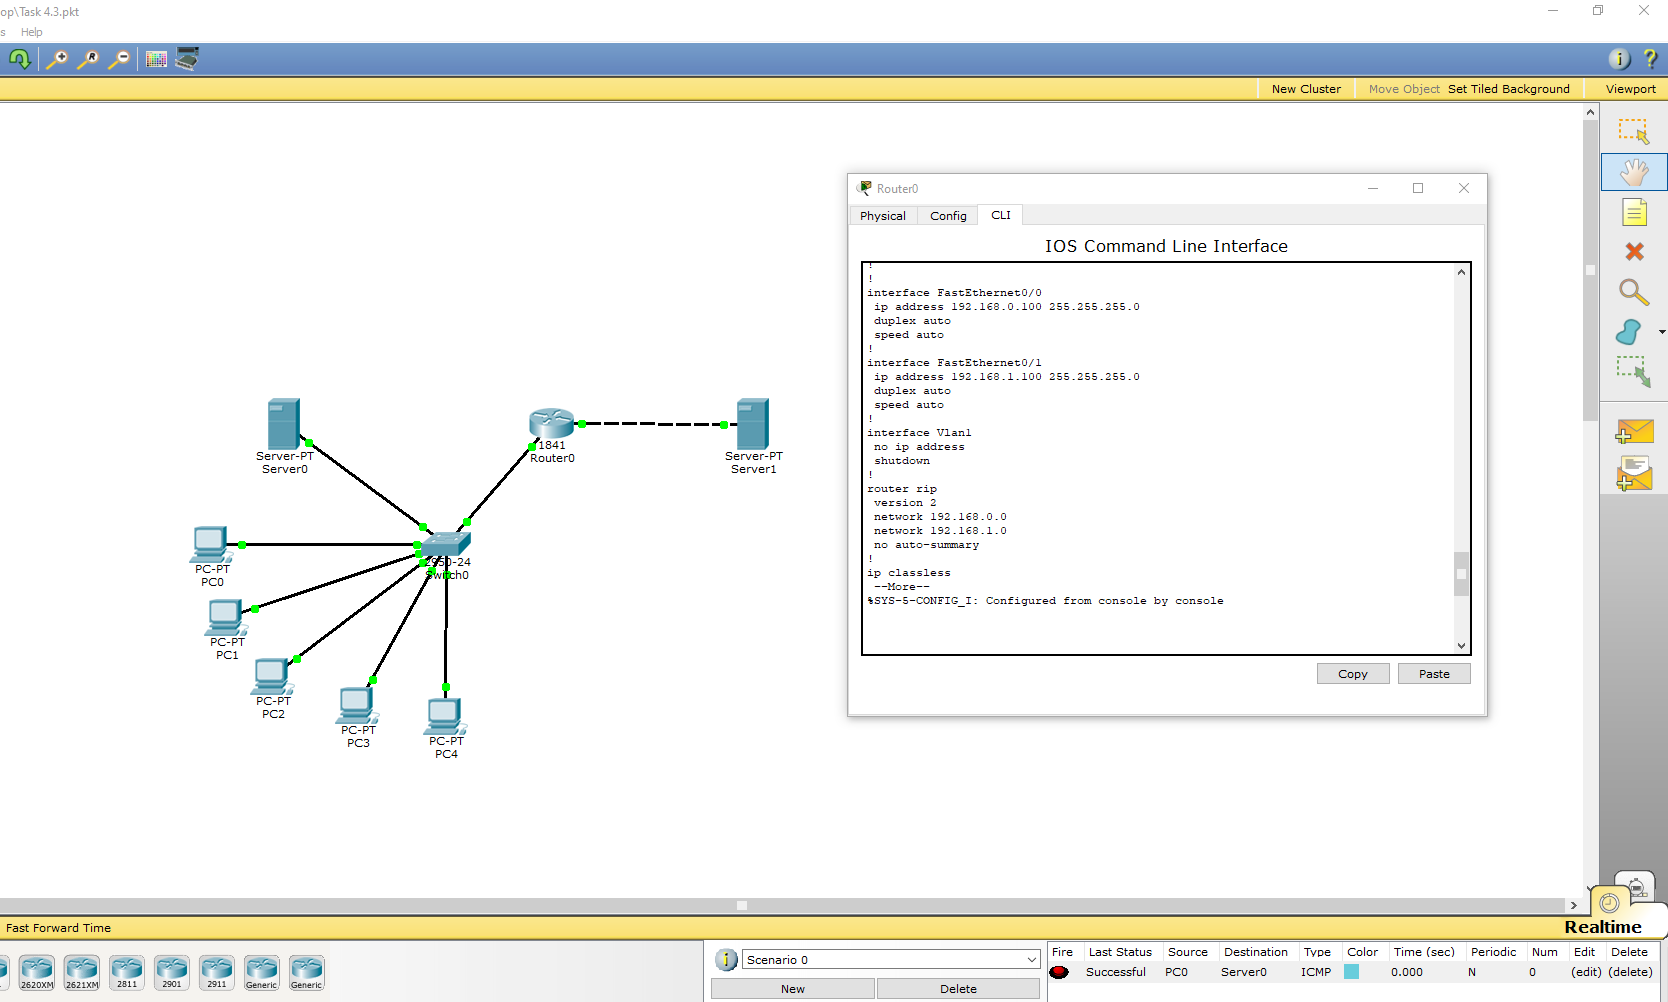 op\Task 4.3.pkt
s Help
New Cluster Move Object Set Tiled Background Viewport
Router0
Physical Config CLI
IOS Command Line Interface
!
!
interface FastEthernet0/0
ip address 192.168.0.100 255.255.255.0
duplex auto
speed auto
!
interface FastEthernet0/1
ip address 192.168.1.100 255.255.255.0
duplex auto
speed auto
!
interface Vlan1
no ip address
shutdown
!
router rip
version 2
network 192.168.0.0
network 192.168.1.0
no auto-summary
!
ip classless
--More--
%SYS-5-CONFIG_I: Configured from console by console
Copy Paste
Server-PT
Server0
1841
Router0
Server-PT
Server1
2950-24
Switch0
PC-PT
PC0
PC-PT
PC1
PC-PT
PC2
PC-PT
PC3
PC-PT
PC4
Realtime
Fast Forward Time
2620XM 2621XM 2811 2901 2911 Generic Generic
Scenario 0
New Delete
Fire Last Status Source Destination Type Color Time (sec) Periodic Num Edit Delete
Successful PC0 Server0 ICMP 0.000 N 0 (edit) (delete)